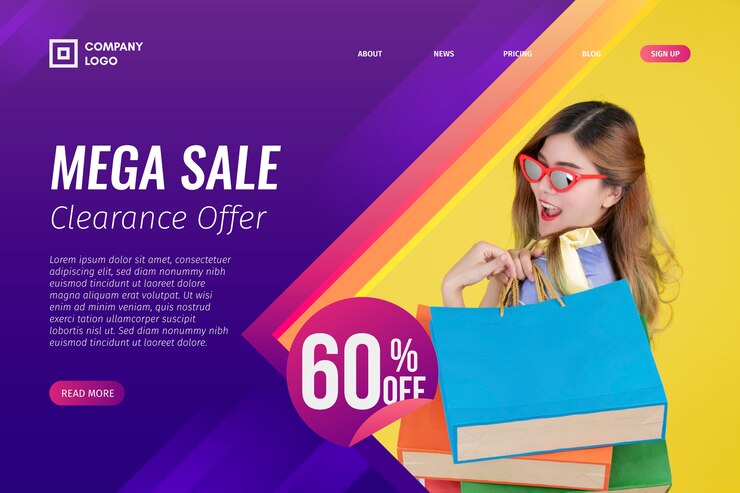 COMPANY
LOGO
ABOUT
NEWS
PRICING
BLOG
SIGN UP
MEGA SALE
Clearance Offer
Lorem ipsum dolor sit amet, consectetuer
adipiscing elit, sed diam nonummy nibh
euismod tincidunt ut laoreet dolore
magna aliquam erat volutpat. Ut wisi
enim ad minim veniam, quis nostrud
exerci tation ullamcorper suscipit
lobortis nisl ut. Sed diam nonummy nibh
euismod tincidunt ut laoreet dolore.
60%
OFF
READ MORE